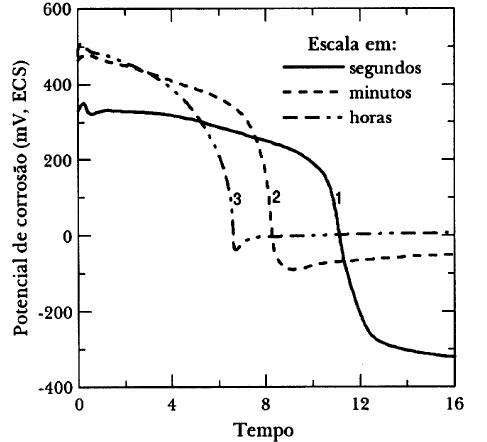 600
400
200
0
-200
-400
Potencial de corrosão (mV, ECS)
Escala em:
segundos
minutos
horas
3
2
1
0
4
8
12
16
Tempo